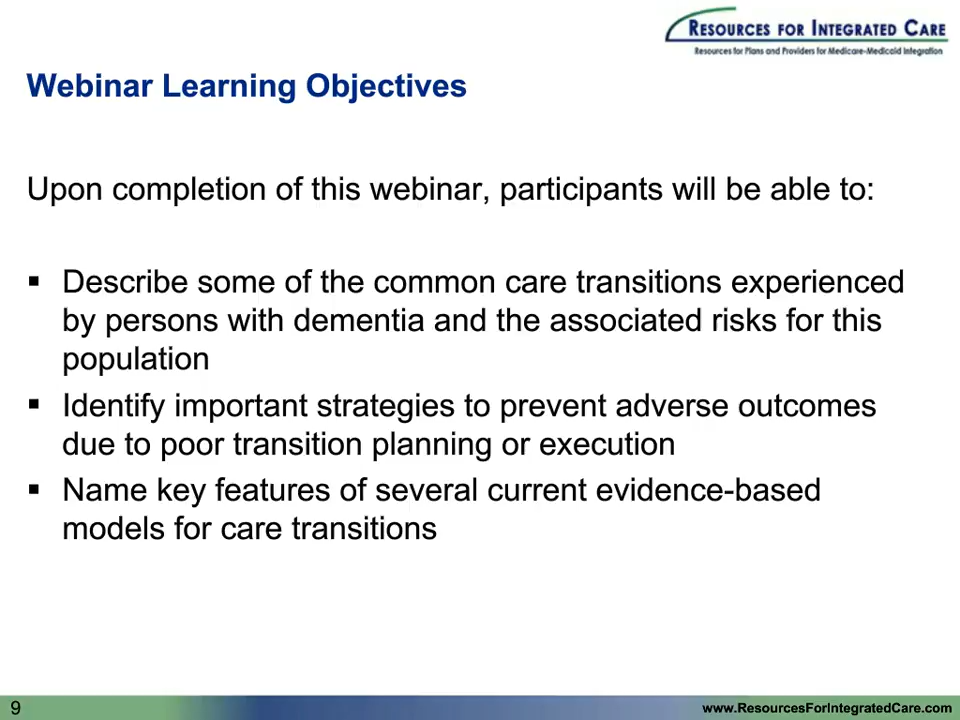 RESOURCES FOR INTEGRATED CARE
Resources for Plans and Providers for Medicare-Medicaid Integration
Webinar Learning Objectives
Upon completion of this webinar, participants will be able to:
▪ Describe some of the common care transitions experienced
by persons with dementia and the associated risks for this
population
▪ Identify important strategies to prevent adverse outcomes
due to poor transition planning or execution
▪ Name key features of several current evidence-based
models for care transitions
9
www.ResourcesForIntegratedCare.com